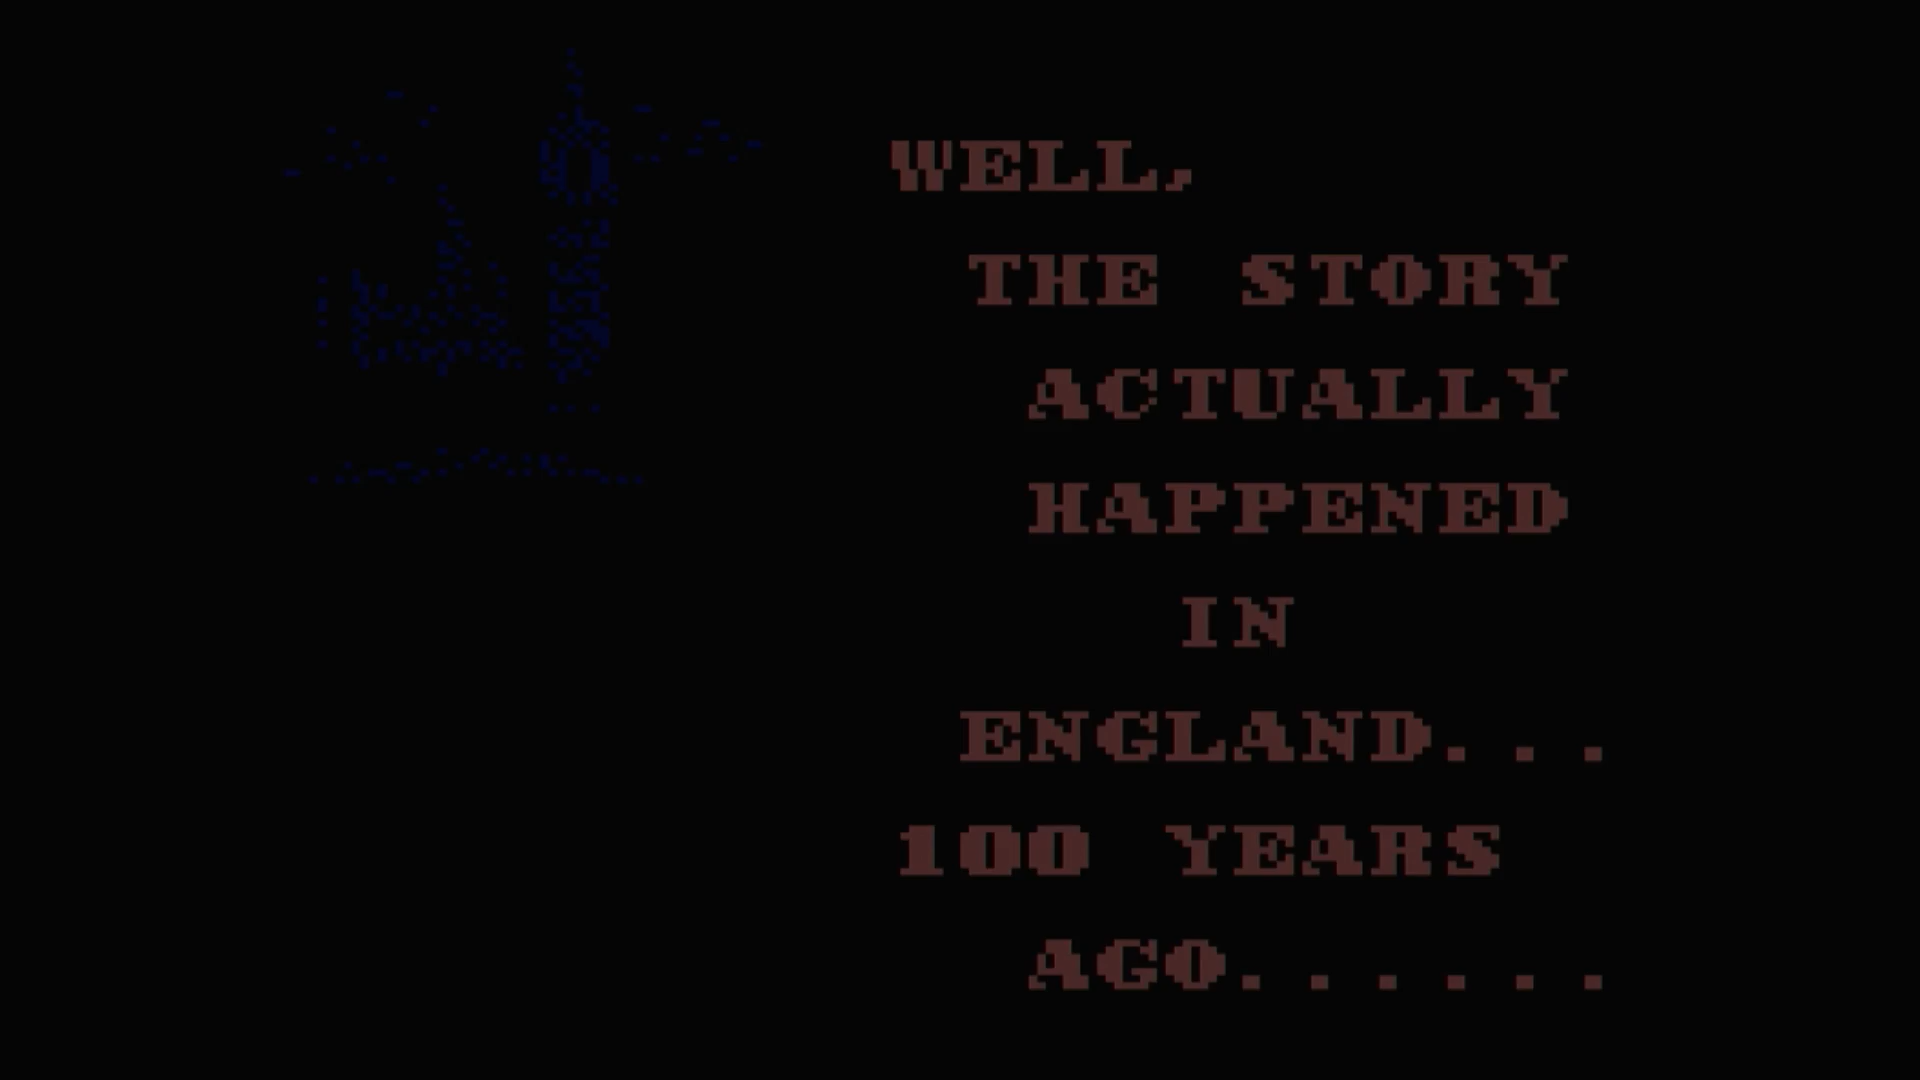 WELL,
THE STORY
ACTUALLY
HAPPENED
IN
ENGLAND...
100 YEARS
AGO......